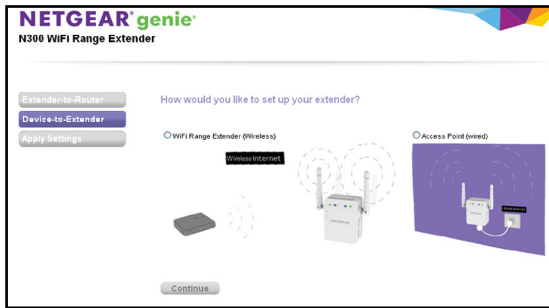 NETGEAR® genie®
N300 WiFi Range Extender
Extender-to-Router
Device-to-Extender
Apply Settings
How would you like to set up your extender?
WiFi Range Extender (Wireless)
Access Point (wired)
Wireless Internet
NETGEAR
Continue